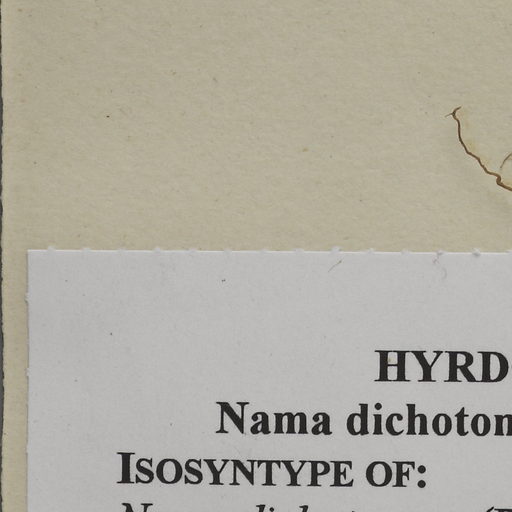 HYRD
Nama dichoton
ISOSYNTYPE OF: